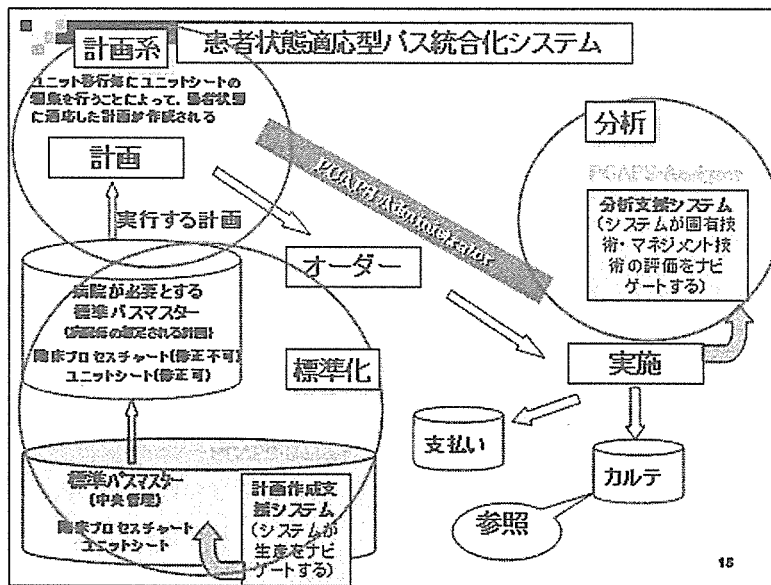 計画系
患者状態適応型パス統合化システム
ユニット移行毎にユニットシートの
編集を行うことによって、患者状態
に適応した計画が作成される
計画
実行する計画
オーダー
PCAPS-Administrator
分析
PCAPS-Analyzer
分析支援システム
(システムが固有技
術・マネジメント技
術の評価をナビ
ゲートする)
病院が必要とする
標準パスマスター
臨床プロセスチャート(修正不可)
ユニットシート(修正可)
標準化
実施
支払い
カルテ
参照
標準パスマスター
(中央管理)
臨床プロセスチャート
ユニットシート
計画作成支
援システム
(システムが
生産をナビ
ゲートする)
15